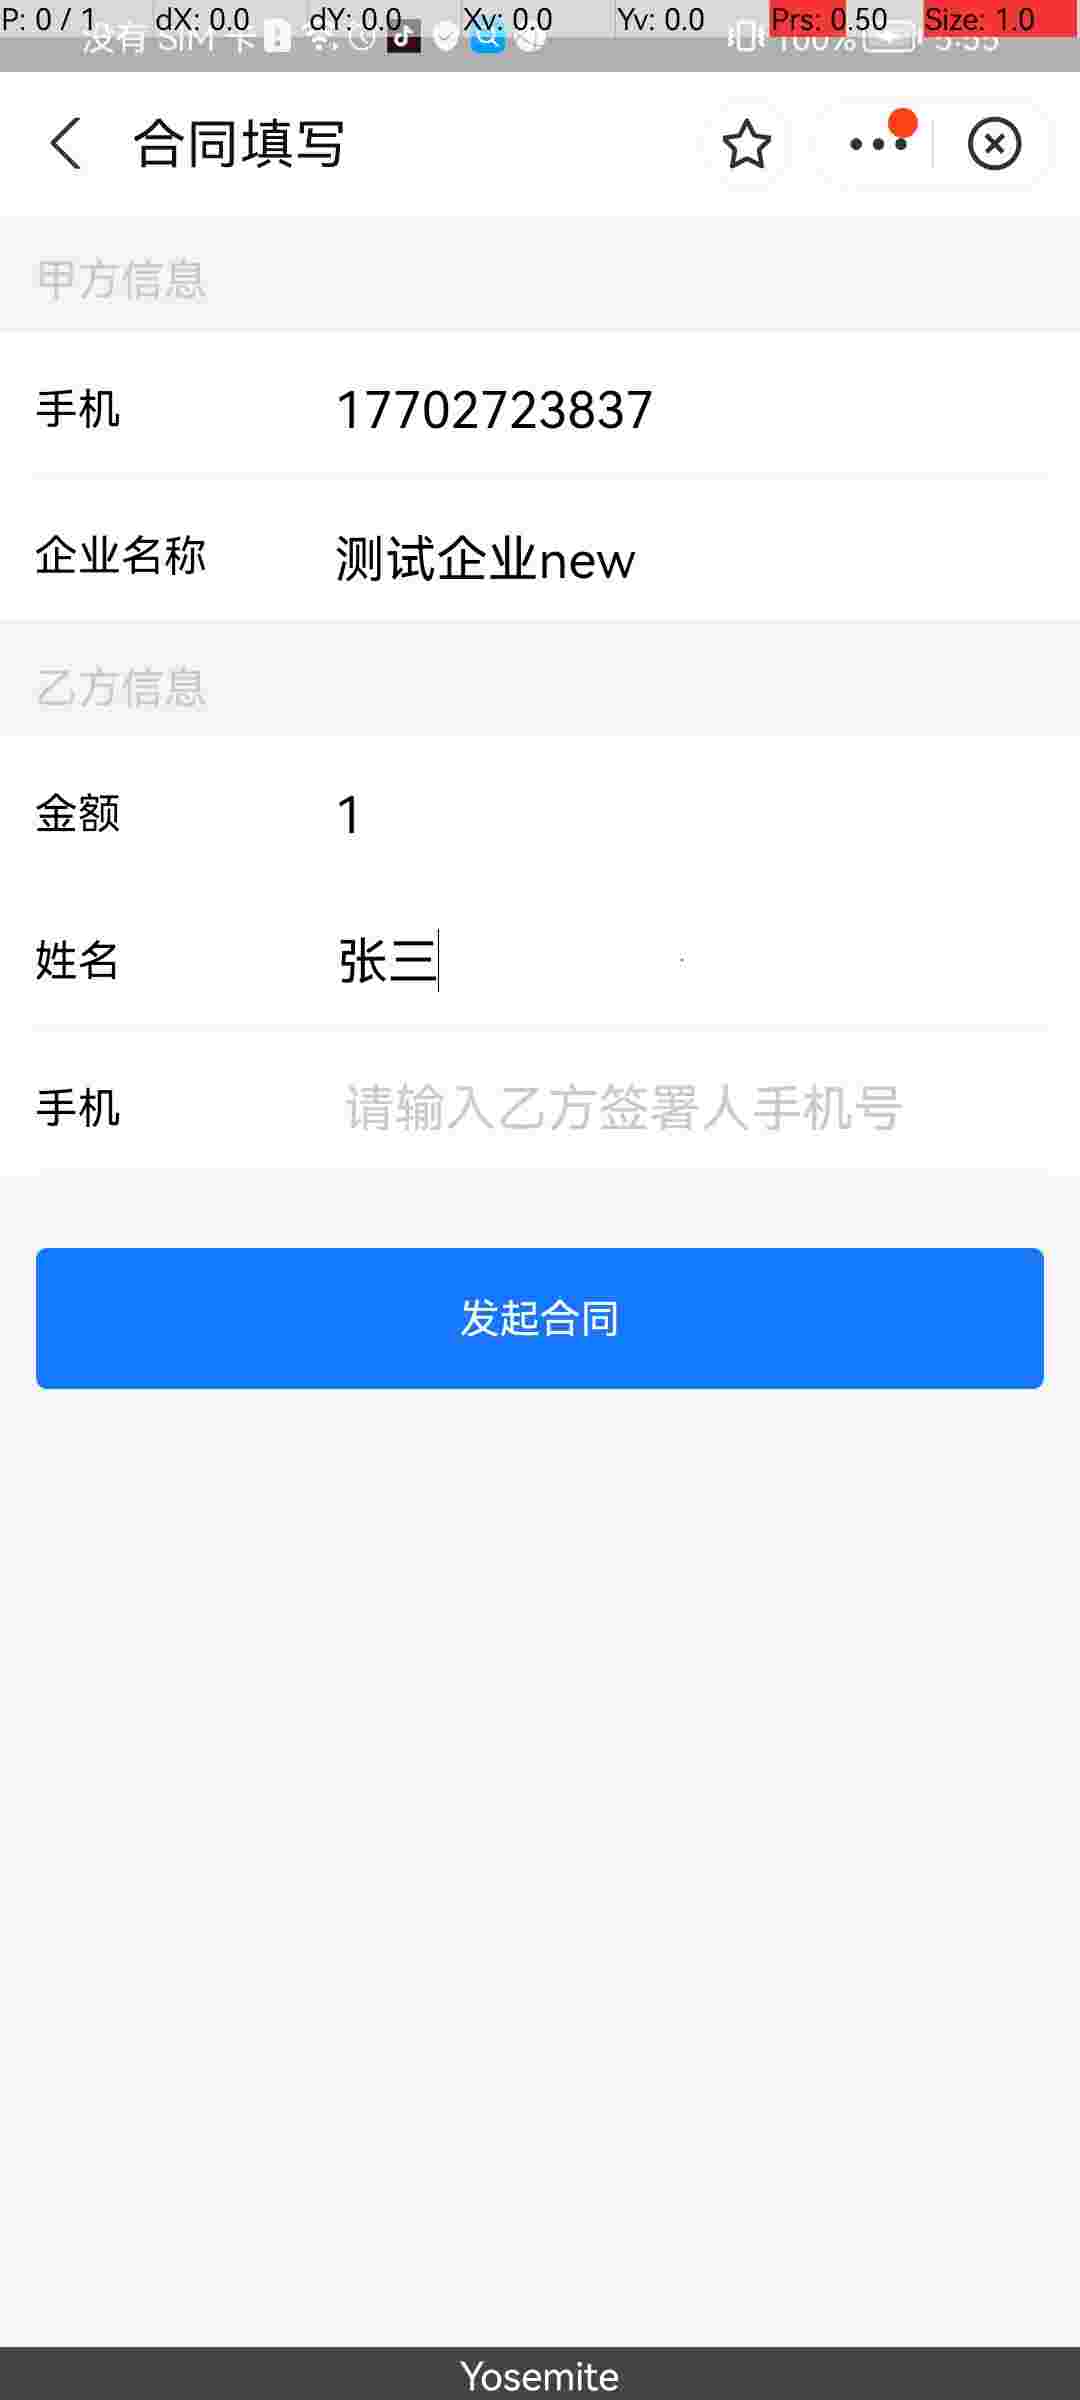 P: 0 / 1 dX: 0.0 dY: 0.0 Xv: 0.0 Yv: 0.0 Prs: 0.50 Size: 1.0
没有 SIM 卡 100% 5:35
合同填写
甲方信息
手机 17702723837
企业名称 测试企业new
乙方信息
金额 1
姓名 张三
手机 请输入乙方签署人手机号
发起合同
Yosemite